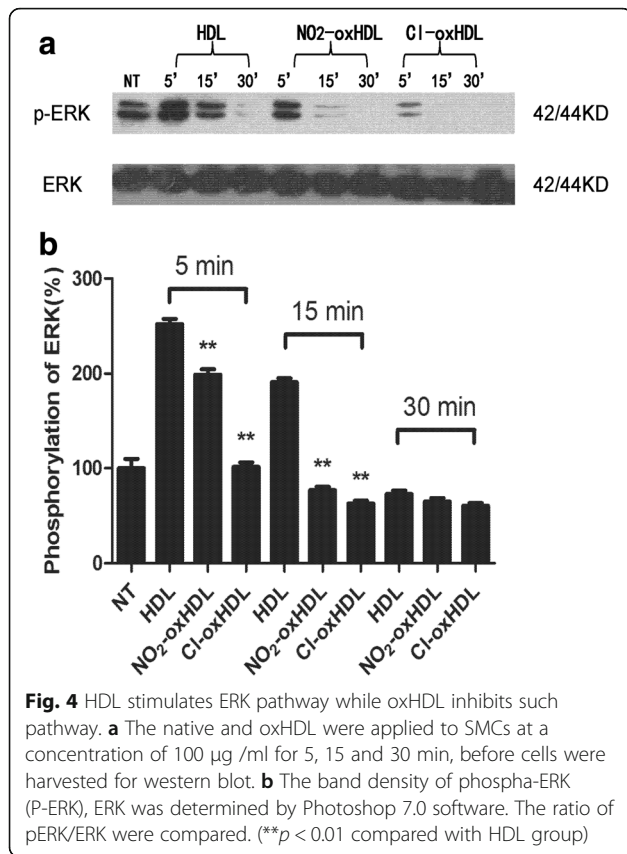 a
HDL NO2-oxHDL Cl-oxHDL
NT 5' 15' 30' 5' 15' 30' 5' 15' 30'
p-ERK 42/44KD
ERK 42/44KD
b
Phosphorylation of ERK(%)
300
200
100
0
5 min
15 min
30 min
**
**
**
**
NT
HDL
NO2-oxHDL
Cl-oxHDL
HDL
NO2-oxHDL
Cl-oxHDL
HDL
NO2-oxHDL
Cl-oxHDL
Fig. 4 HDL stimulates ERK pathway while oxHDL inhibits such
pathway. a The native and oxHDL were applied to SMCs at a
concentration of 100 μg /ml for 5, 15 and 30 min, before cells were
harvested for western blot. b The band density of phospha-ERK
(P-ERK), ERK was determined by Photoshop 7.0 software. The ratio of
pERK/ERK were compared. (**p < 0.01 compared with HDL group)